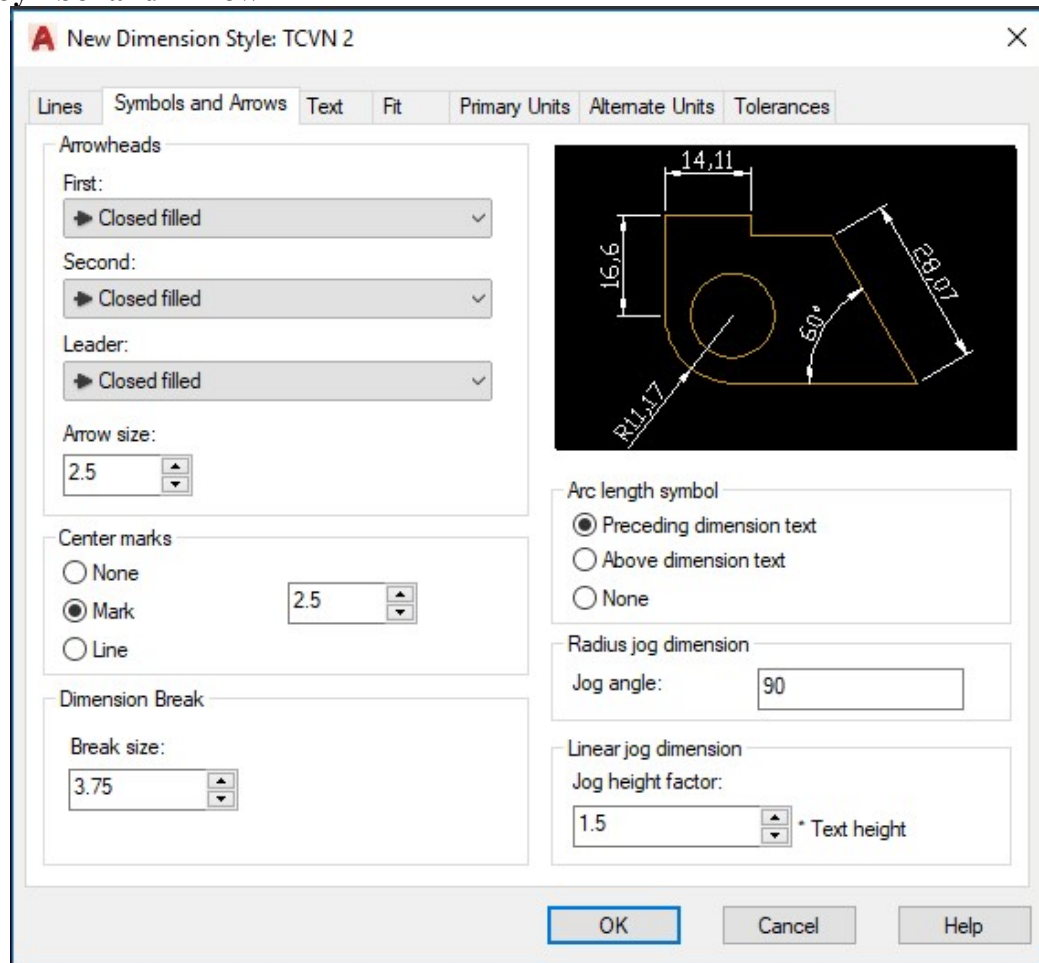 New Dimension Style: TCVN 2
Lines Symbols and Arrows Text Fit Primary Units Alternate Units Tolerances
Arrowheads
First:
Closed filled
Second:
Closed filled
Leader:
Closed filled
Arrow size:
2.5
Center marks
None
Mark
2.5
Line
Dimension Break
Break size:
3.75
14,11
16,6
28,07
60°
R11,17
Arc length symbol
Preceding dimension text
Above dimension text
None
Radius jog dimension
Jog angle:
90
Linear jog dimension
Jog height factor:
1.5
* Text height
OK Cancel Help